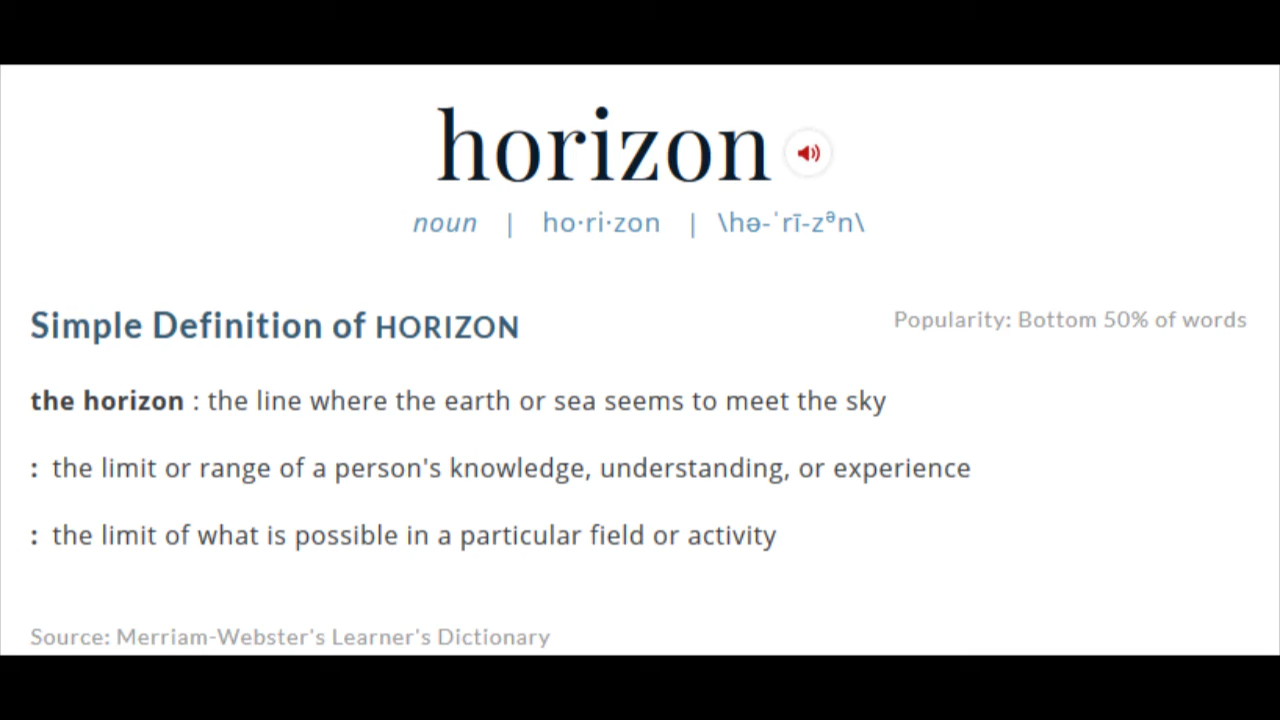 horizon
noun | ho·ri·zon | \hə-ˈrī-zᵊn\
Simple Definition of HORIZON
Popularity: Bottom 50% of words
the horizon : the line where the earth or sea seems to meet the sky
: the limit or range of a person's knowledge, understanding, or experience
: the limit of what is possible in a particular field or activity
Source: Merriam-Webster's Learner's Dictionary